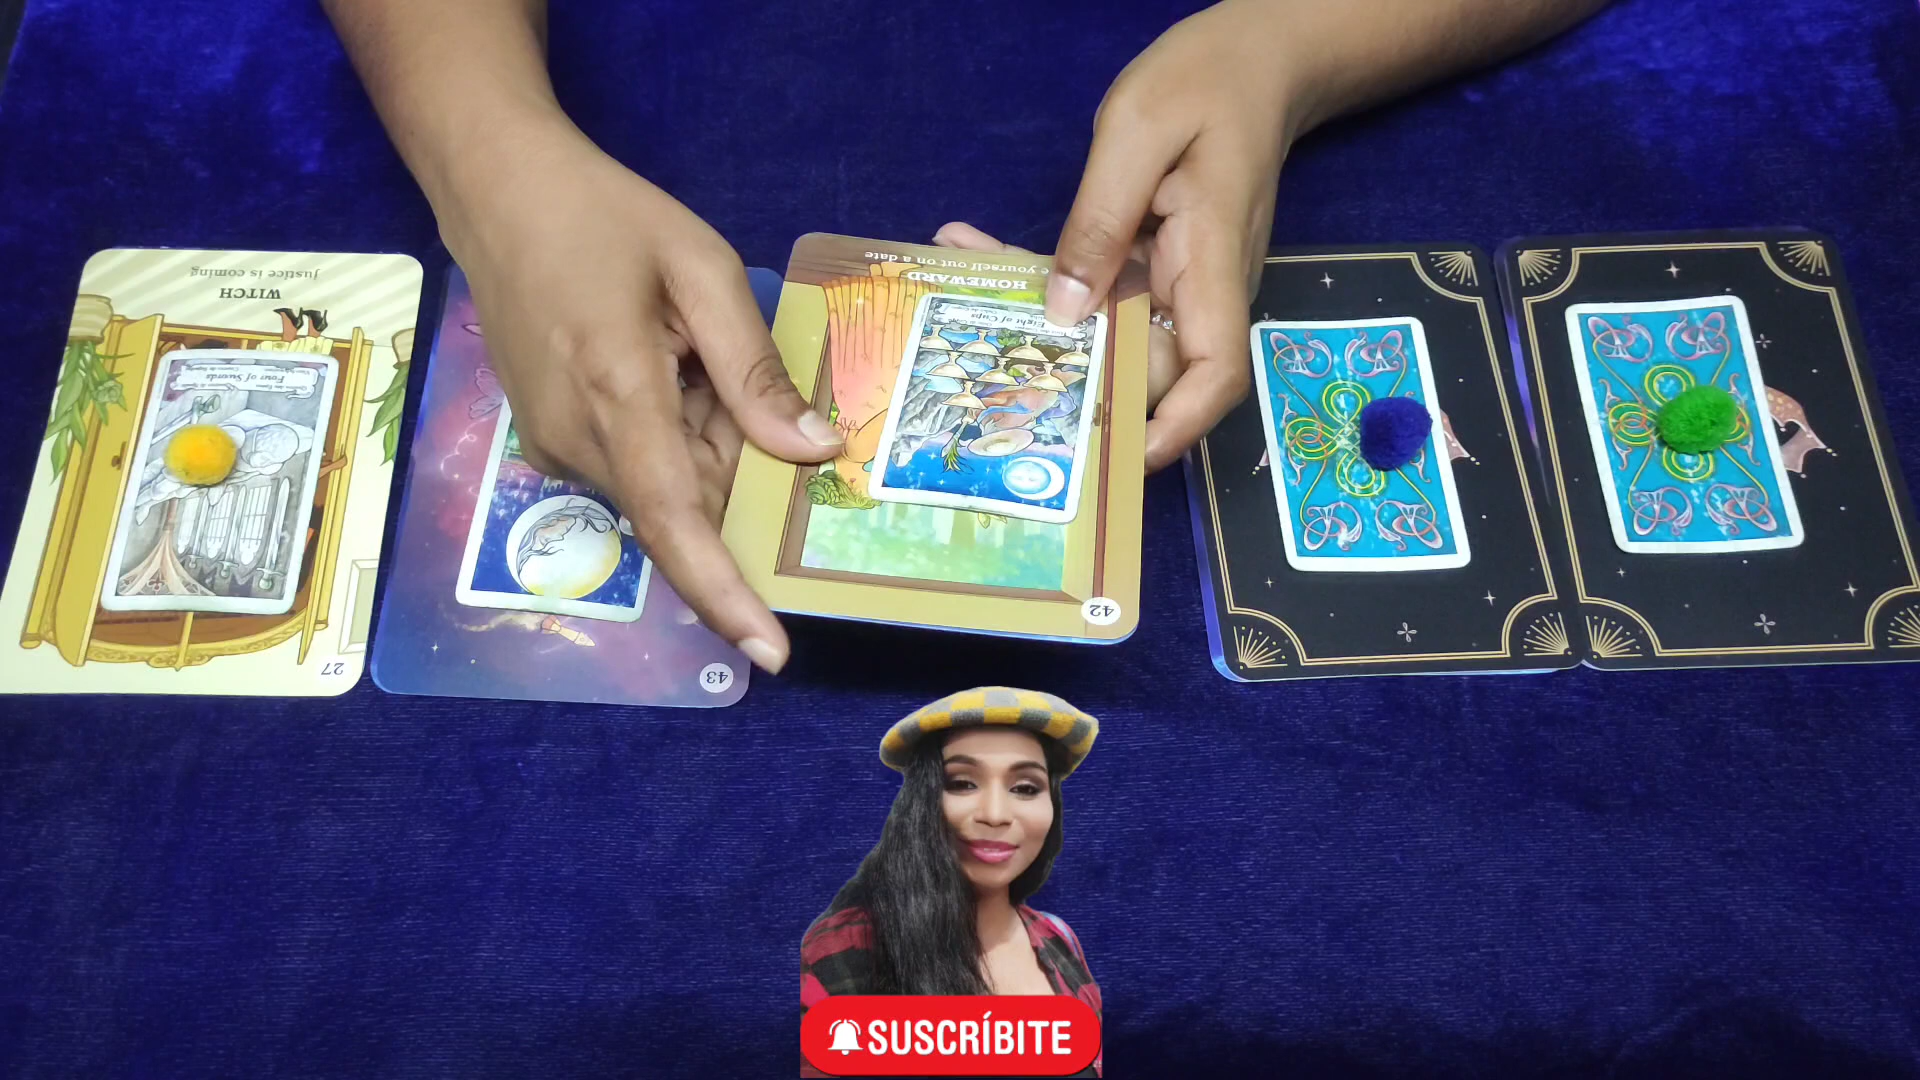 Justice is coming
WITCH
Four of Swords
27
43
yourself out on a date
HOMEWARD
Eight of Cups
42
SUSCRÍBITE